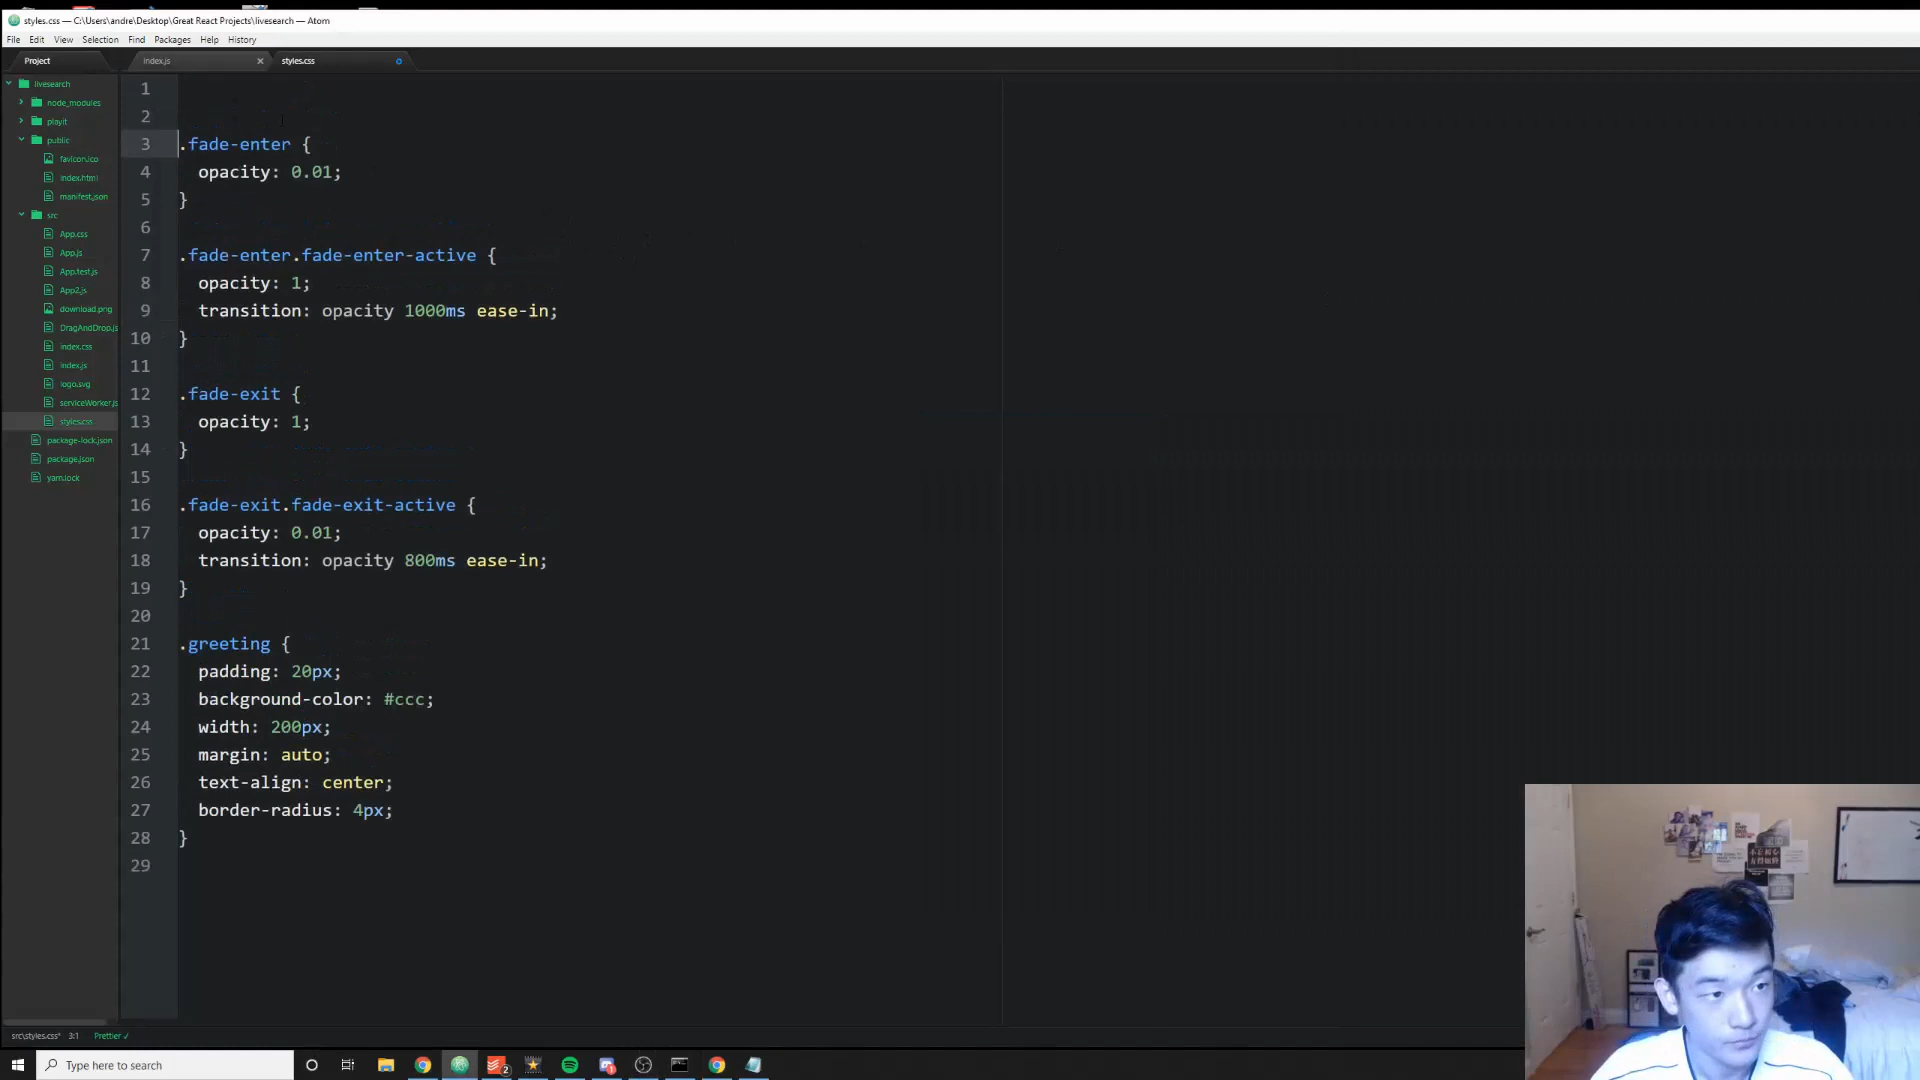 styles.css — C:\Users\andre\Desktop\Great React Projects\livesearch — Atom
File Edit View Selection Find Packages Help History
Project index.js styles.css
livesearch
node_modules
playit
public
favicon.ico
index.html
manifest.json
src
App.css
App.js
App.test.js
App2.js
download.png
DragAndDrop.js
index.css
index.js
logo.svg
serviceWorker.js
styles.css
package-lock.json
package.json
yarn.lock
1
2
3 .fade-enter {
4 opacity: 0.01;
5 }
6
7 .fade-enter.fade-enter-active {
8 opacity: 1;
9 transition: opacity 1000ms ease-in;
10 }
11
12 .fade-exit {
13 opacity: 1;
14 }
15
16 .fade-exit.fade-exit-active {
17 opacity: 0.01;
18 transition: opacity 800ms ease-in;
19 }
20
21 .greeting {
22 padding: 20px;
23 background-color: #ccc;
24 width: 200px;
25 margin: auto;
26 text-align: center;
27 border-radius: 4px;
28 }
29
src\styles.css* 3:1 Prettier ✓
Type here to search
2